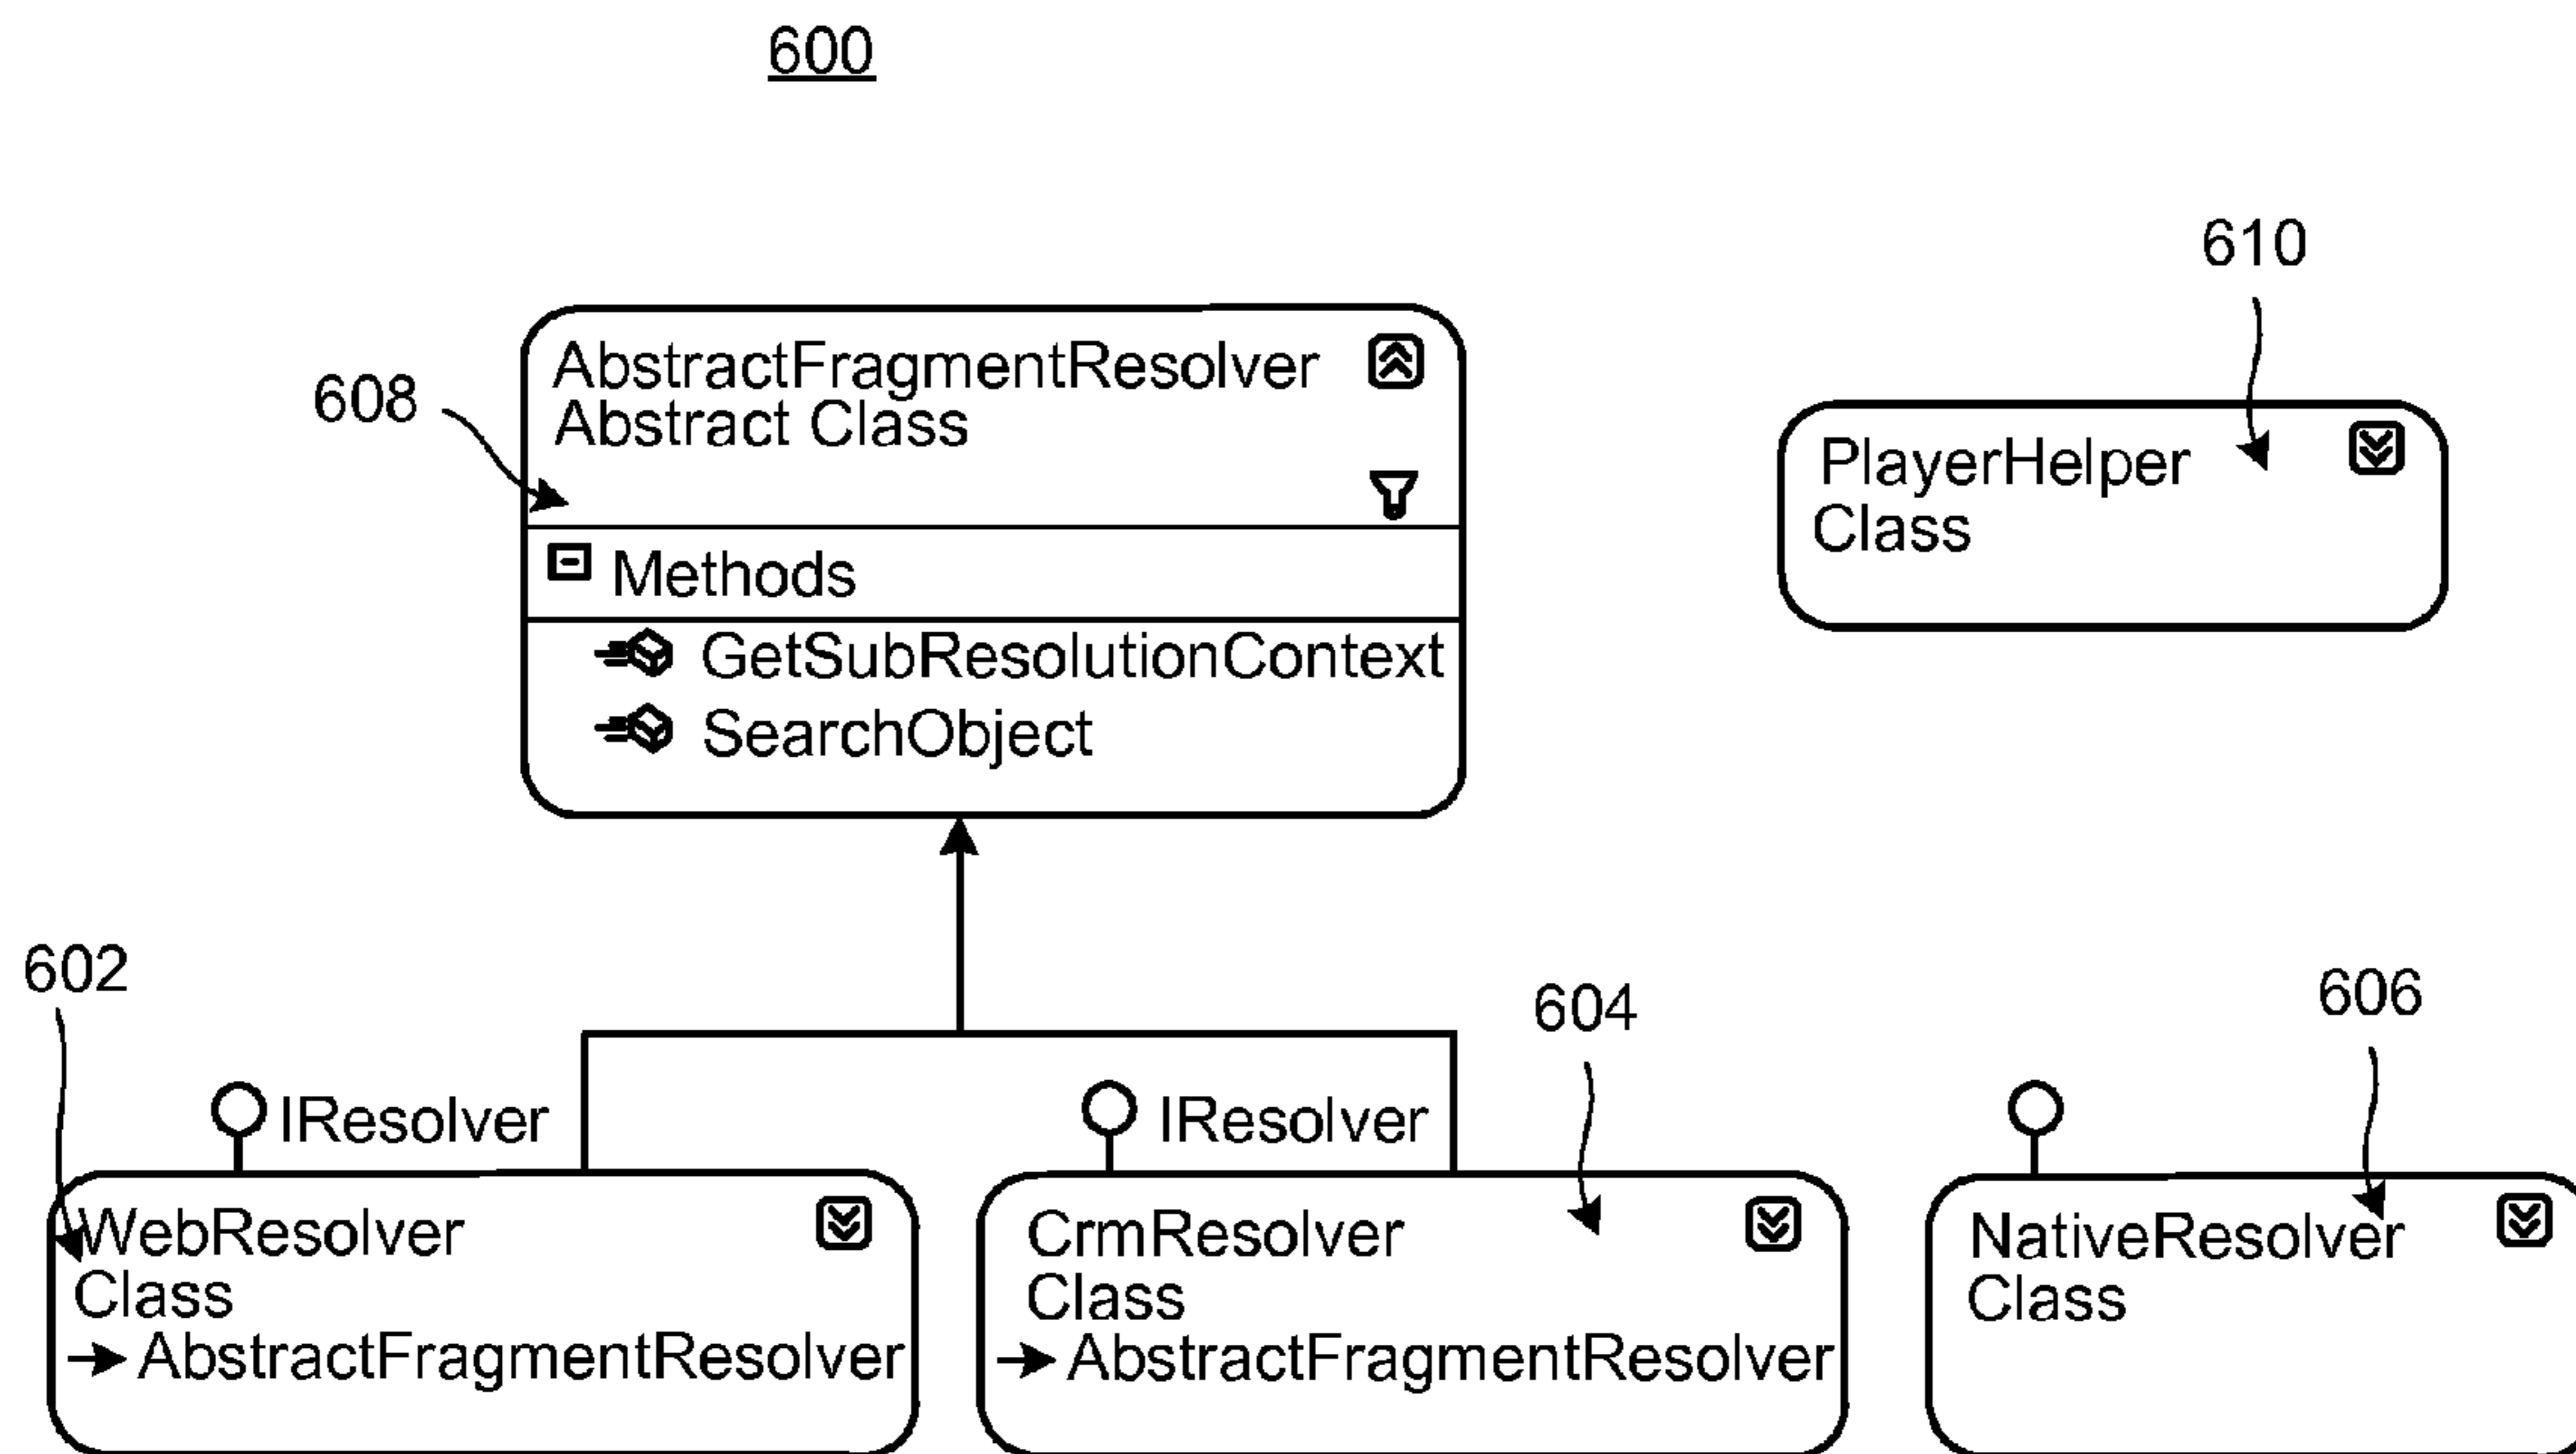 600
610
608
AbstractFragmentResolver
Abstract Class
Methods
GetSubResolutionContext
SearchObject
PlayerHelper
Class
602
604
606
IResolver
IResolver
WebResolver
Class
AbstractFragmentResolver
CrmResolver
Class
AbstractFragmentResolver
NativeResolver
Class